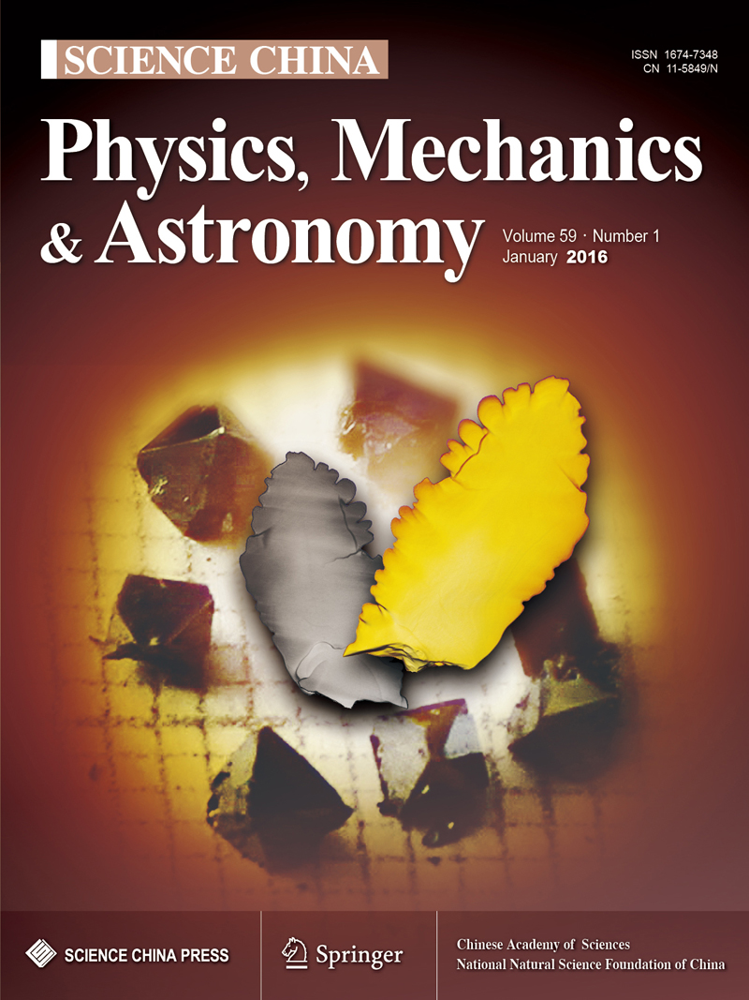 SCIENCE CHINA
ISSN 1674-7348
CN 11-5849/N
Physics, Mechanics
& Astronomy
Volume 59 · Number 1
January 2016
SCIENCE CHINA PRESS
Springer
Chinese Academy of Sciences
National Natural Science Foundation of China